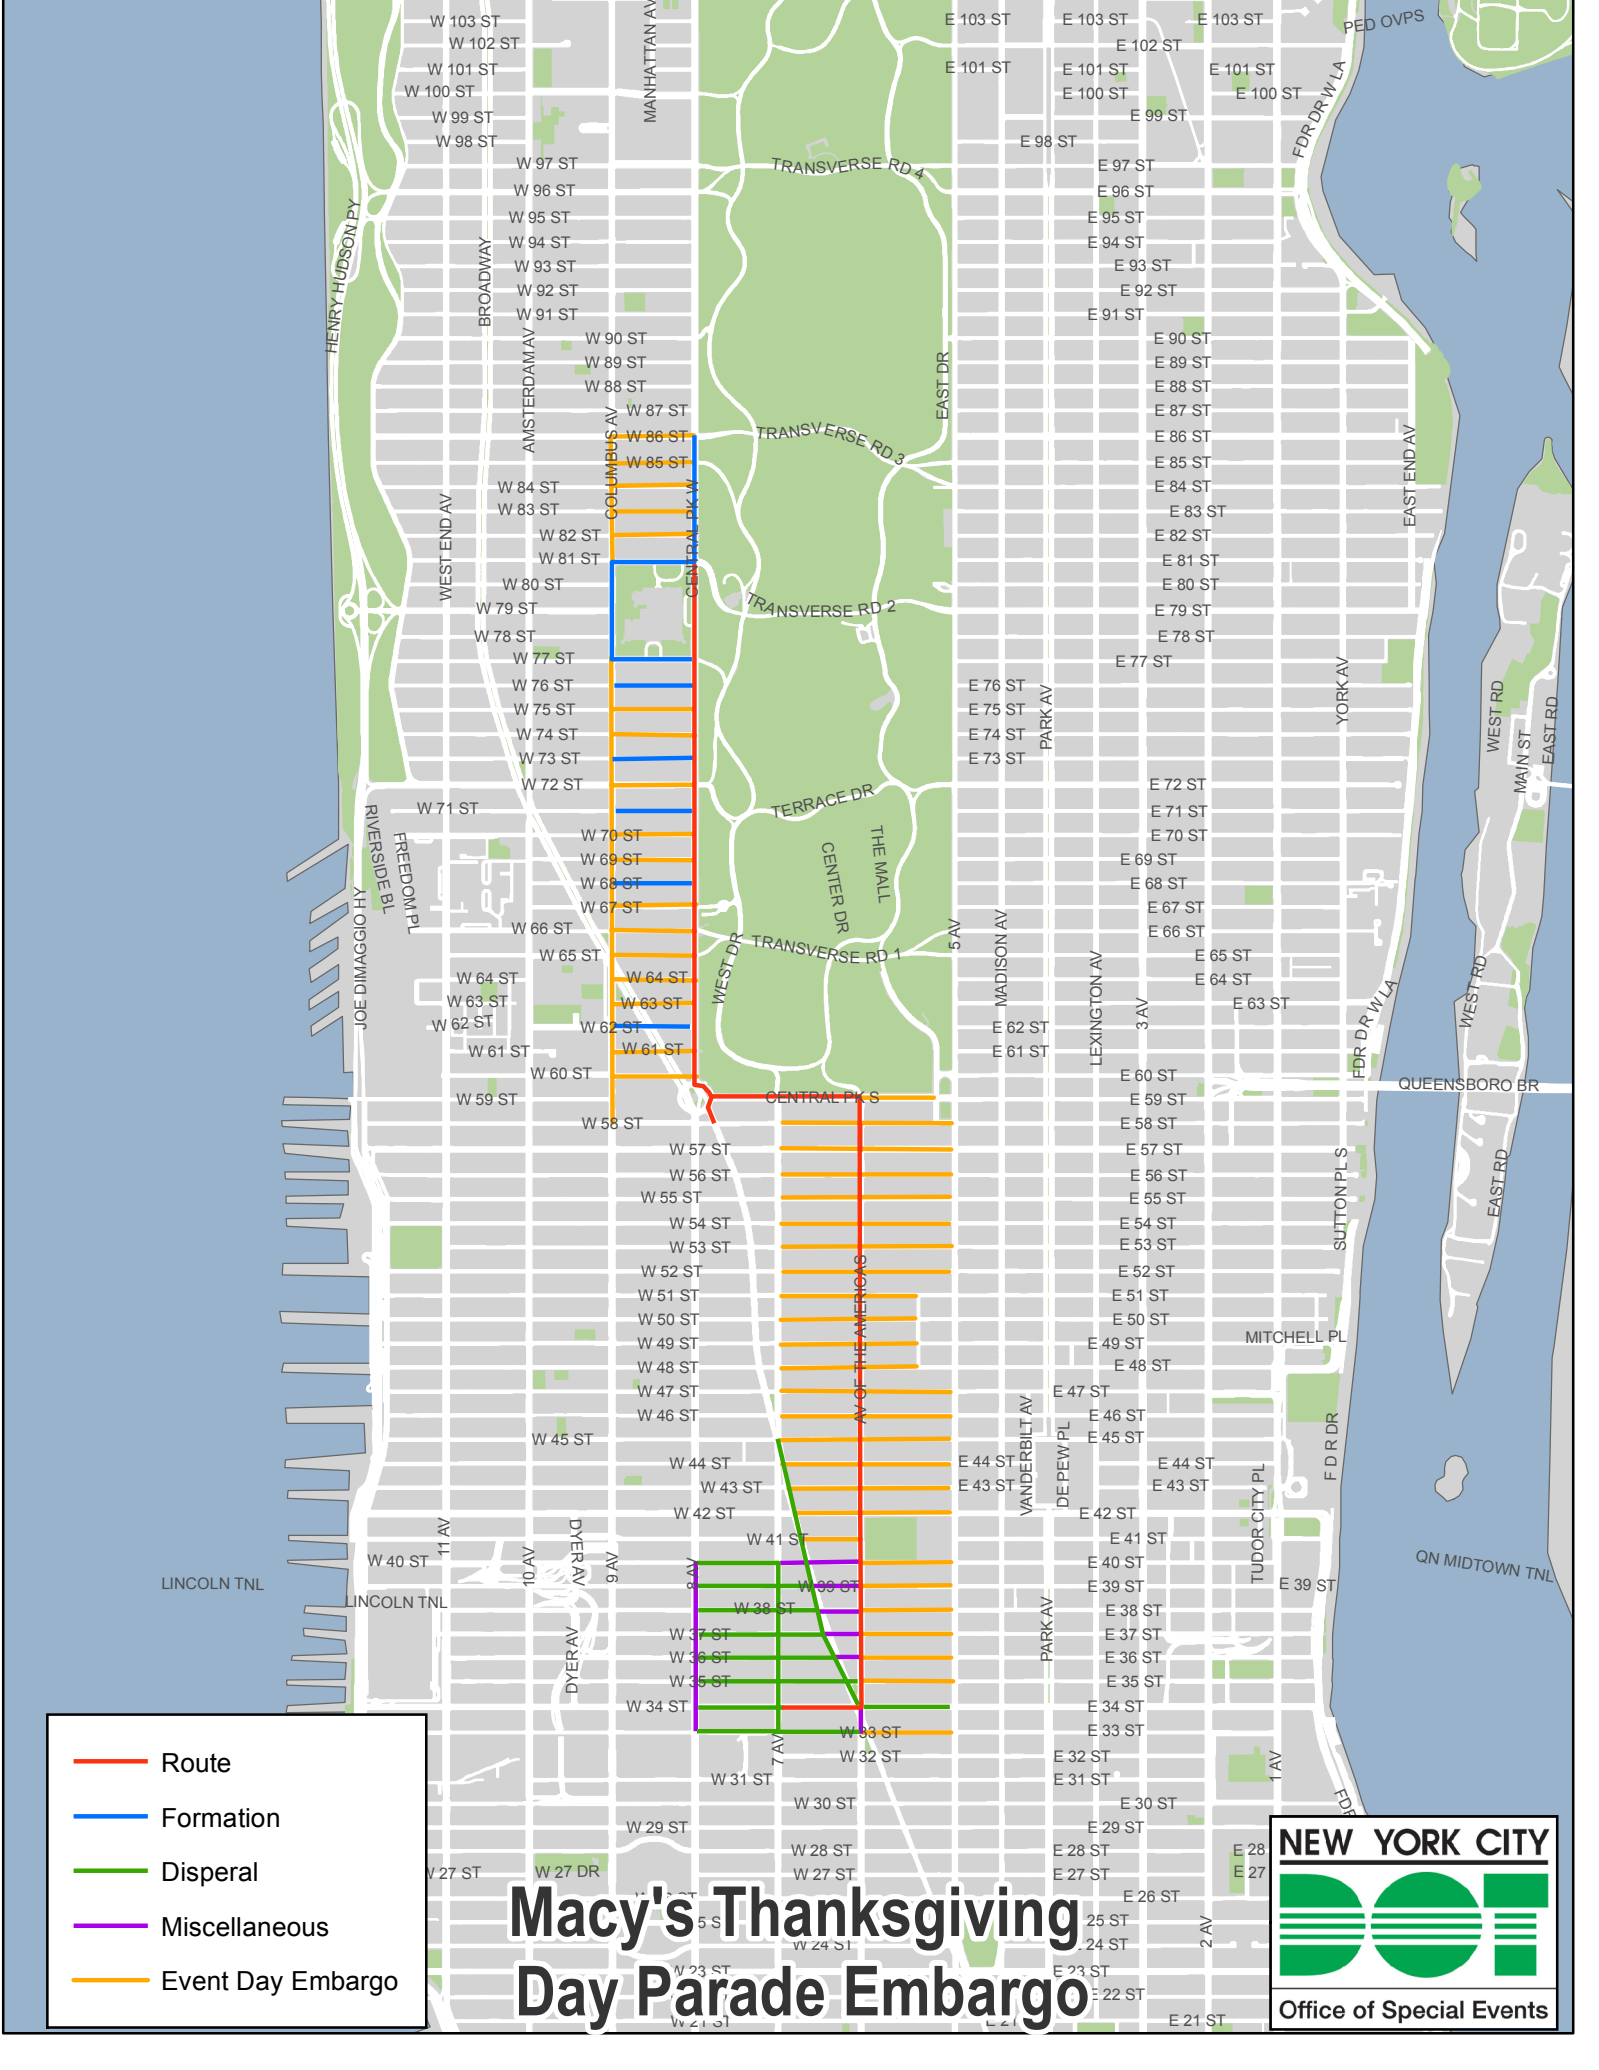 W 103 ST
MANHATTAN AV
E 103 ST
E 103 ST
E 103 ST
PED OVPS
W 102 ST
E 102 ST
W 101 ST
E 101 ST
E 101 ST
E 101 ST
FDR DR W LA
W 100 ST
E 100 ST
E 100 ST
W 99 ST
E 99 ST
W 98 ST
E 98 ST
W 97 ST
TRANSVERSE RD 4
E 97 ST
W 96 ST
E 96 ST
HENRY HUDSON PY
W 95 ST
E 95 ST
W 94 ST
E 94 ST
BROADWAY
W 93 ST
E 93 ST
W 92 ST
E 92 ST
W 91 ST
E 91 ST
AMSTERDAM AV
W 90 ST
E 90 ST
W 89 ST
EAST DR
E 89 ST
W 88 ST
E 88 ST
COLUMBUS AV
W 87 ST
E 87 ST
W 86 ST
TRANSVERSE RD 3
E 86 ST
EAST END AV
W 85 ST
E 85 ST
W 84 ST
CENTRAL PK W
E 84 ST
WEST END AV
W 83 ST
E 83 ST
W 82 ST
E 82 ST
W 81 ST
E 81 ST
W 80 ST
E 80 ST
W 79 ST
TRANSVERSE RD 2
E 79 ST
W 78 ST
E 78 ST
W 77 ST
E 77 ST
W 76 ST
E 76 ST
PARK AV
YORK AV
WEST RD
EAST RD
W 75 ST
E 75 ST
W 74 ST
E 74 ST
MAIN ST
W 73 ST
E 73 ST
W 72 ST
TERRACE DR
E 72 ST
W 71 ST
E 71 ST
RIVERSIDE BL
FREEDOM PL
W 70 ST
CENTER DR
THE MALL
E 70 ST
W 69 ST
E 69 ST
W 68 ST
E 68 ST
JOE DIMAGGIO HY
W 67 ST
E 67 ST
W 66 ST
5 AV
MADISON AV
E 66 ST
W 65 ST
WEST DR
TRANSVERSE RD 1
LEXINGTON AV
E 65 ST
WEST RD
W 64 ST
W 64 ST
E 64 ST
FDR DR W LA
W 63 ST
W 63 ST
3 AV
E 63 ST
W 62 ST
W 62 ST
E 62 ST
W 61 ST
W 61 ST
E 61 ST
W 60 ST
E 60 ST
QUEENSBORO BR
W 59 ST
CENTRAL PK S
E 59 ST
W 58 ST
E 58 ST
W 57 ST
E 57 ST
SUTTON PL S
EAST RD
W 56 ST
E 56 ST
W 55 ST
E 55 ST
W 54 ST
E 54 ST
W 53 ST
E 53 ST
W 52 ST
AV OF THE AMERICAS
E 52 ST
W 51 ST
E 51 ST
W 50 ST
E 50 ST
W 49 ST
E 49 ST
MITCHELL PL
W 48 ST
E 48 ST
W 47 ST
E 47 ST
W 46 ST
E 46 ST
W 45 ST
VANDERBILT AV
DEPEW PL
E 45 ST
F D R DR
W 44 ST
E 44 ST
E 44 ST
W 43 ST
E 43 ST
E 43 ST
TUDOR CITY PL
W 42 ST
E 42 ST
11 AV
DYER AV
W 41 ST
E 41 ST
W 40 ST
10 AV
9 AV
8 AV
E 40 ST
QN MIDTOWN TNL
LINCOLN TNL
W 39 ST
E 39 ST
E 39 ST
LINCOLN TNL
W 38 ST
PARK AV
E 38 ST
W 37 ST
E 37 ST
DYER AV
W 36 ST
E 36 ST
W 35 ST
E 35 ST
W 34 ST
E 34 ST
W 33 ST
E 33 ST
7 AV
W 32 ST
E 32 ST
1 AV
W 31 ST
E 31 ST
W 30 ST
E 30 ST
FDR
W 29 ST
E 29 ST
W 28 ST
E 28 ST
E 28
W 27 ST
W 27 DR
W 27 ST
E 27 ST
E 27
E 26 ST
25 ST
2 AV
W 24 ST
24 ST
W 23 ST
E 23 ST
E 22 ST
W 21 ST
E 21
E 21 ST
Route
Formation
Disperal
Miscellaneous
Event Day Embargo
Macy's Thanksgiving
Day Parade Embargo
NEW YORK CITY
DOT
Office of Special Events